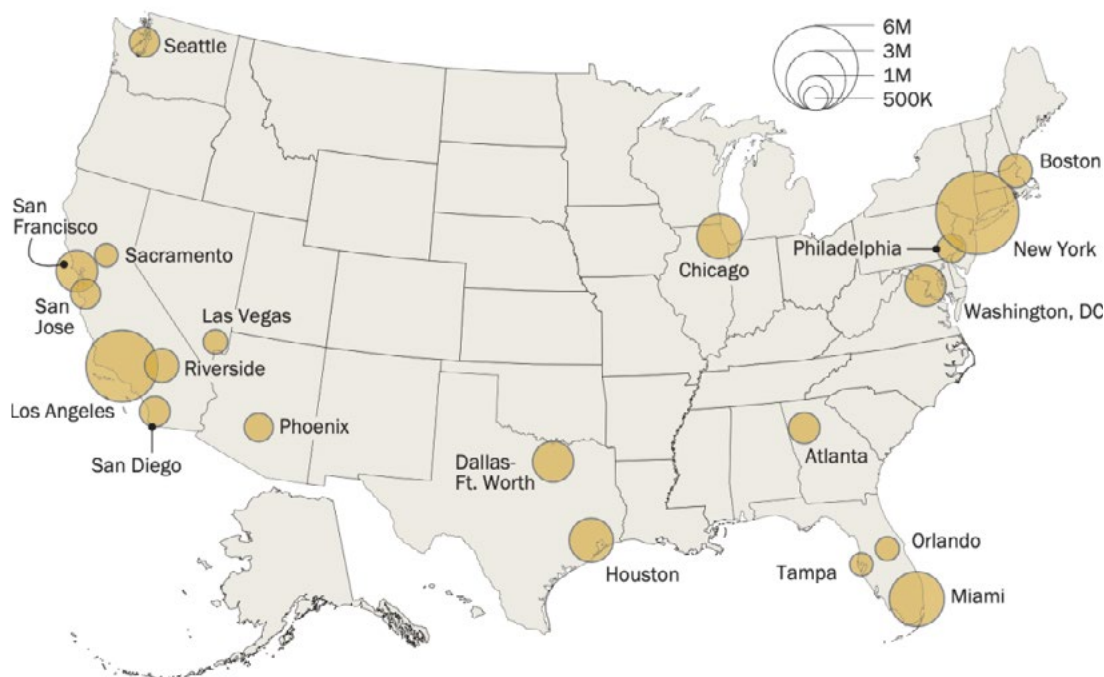 6M
3M
1M
500K
Seattle
Boston
San
Francisco
Sacramento
Philadelphia
New York
Chicago
San
Jose
Las Vegas
Washington, DC
Riverside
Los Angeles
Phoenix
San Diego
Dallas-
Ft. Worth
Atlanta
Houston
Orlando
Tampa
Miami